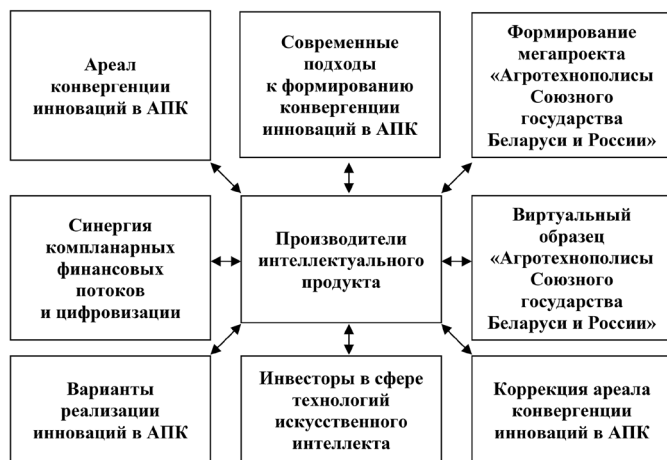 Ареал
конвергенции
инноваций в АПК
Современные
подходы
к формированию
конвергенции
инноваций в АПК
Формирование
мегапроекта
«Агротехнополисы
Союзного
государства
Беларуси и России»
Синергия
компланарных
финансовых
потоков
и цифровизации
Производители
интеллектуального
продукта
Виртуальный
образец
«Агротехнополисы
Союзного
государства
Беларуси и России»
Варианты
реализации
инноваций в АПК
Инвесторы в сфере
технологий
искусственного
интеллекта
Коррекция ареала
конвергенции
инноваций в АПК